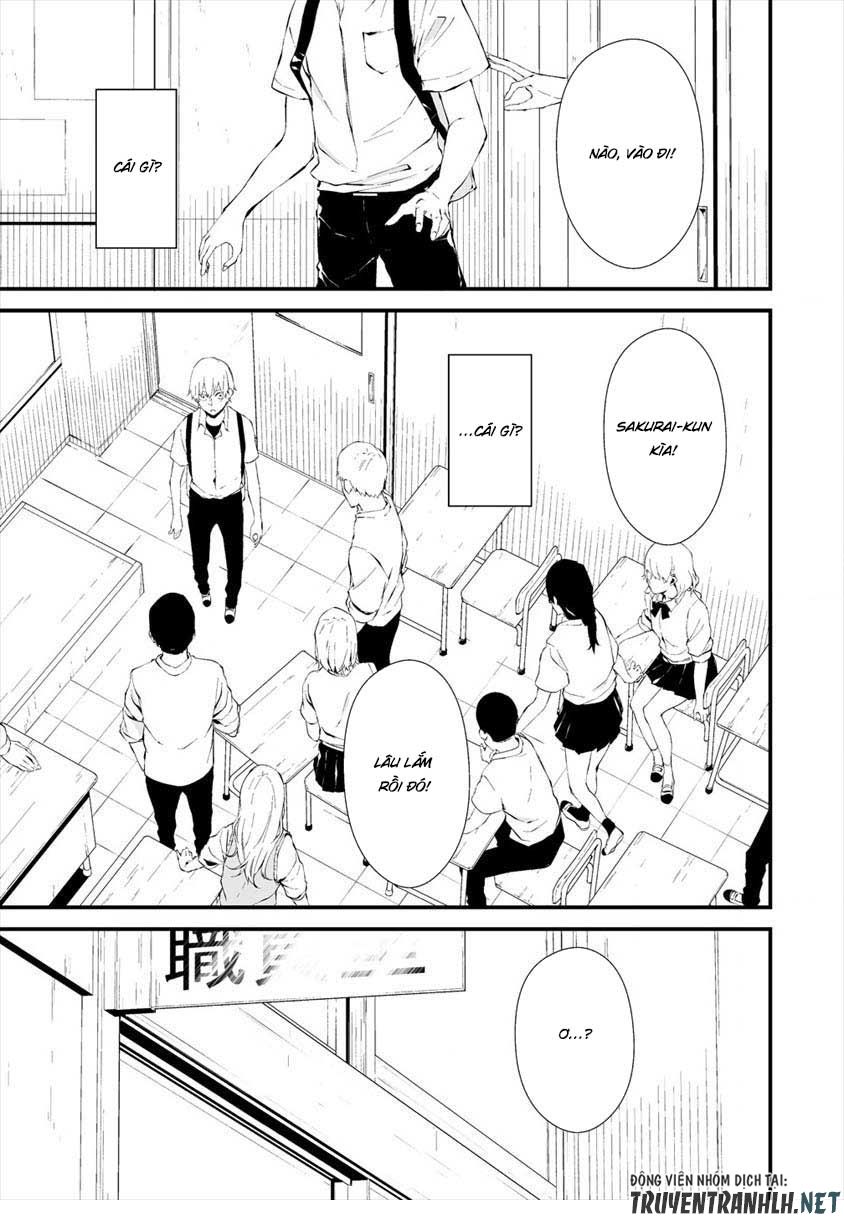 NÀO, VÀO ĐI!
CÁI GÌ?
SAKURAI-KUN
KÌA!
...CÁI GÌ?
LÂU LẮM
RỒI ĐÓ!
職員
Ơ...?
ĐỘNG VIÊN NHÓM DỊCH TẠI:
TRUYENTRANHLH.NET